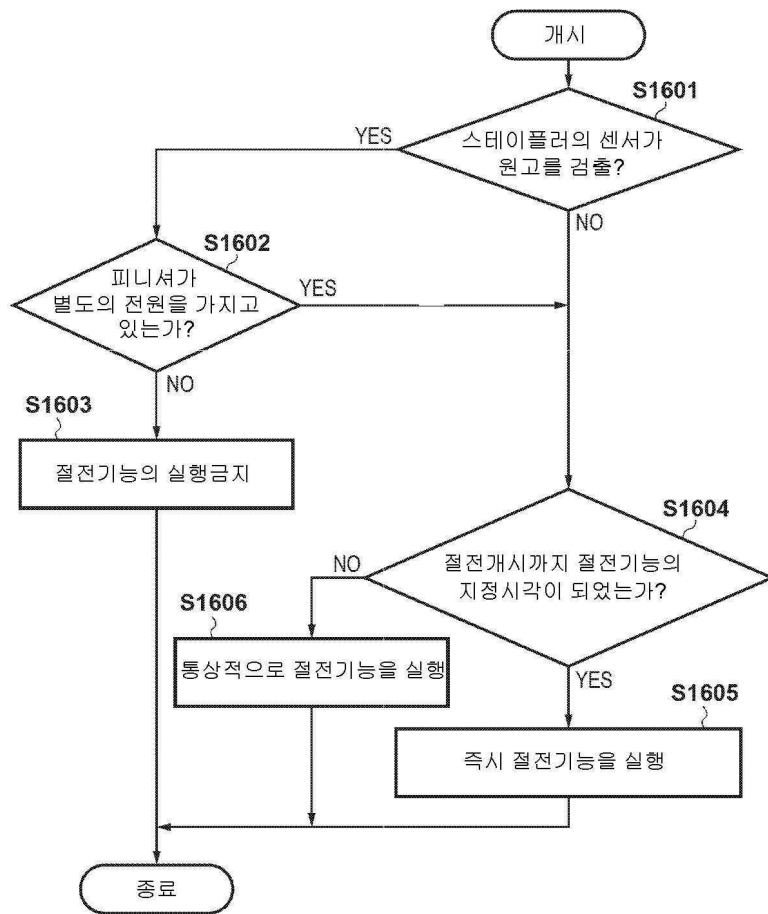 개시
S1601
스테이플러의 센서가
원고를 검출?
YES
NO
S1602
피니셔가
별도의 전원을 가지고
있는가?
YES
NO
S1603
절전기능의 실행금지
S1604
절전개시까지 절전기능의
지정시각이 되었는가?
NO
YES
S1606
통상적으로 절전기능을 실행
S1605
즉시 절전기능을 실행
종료